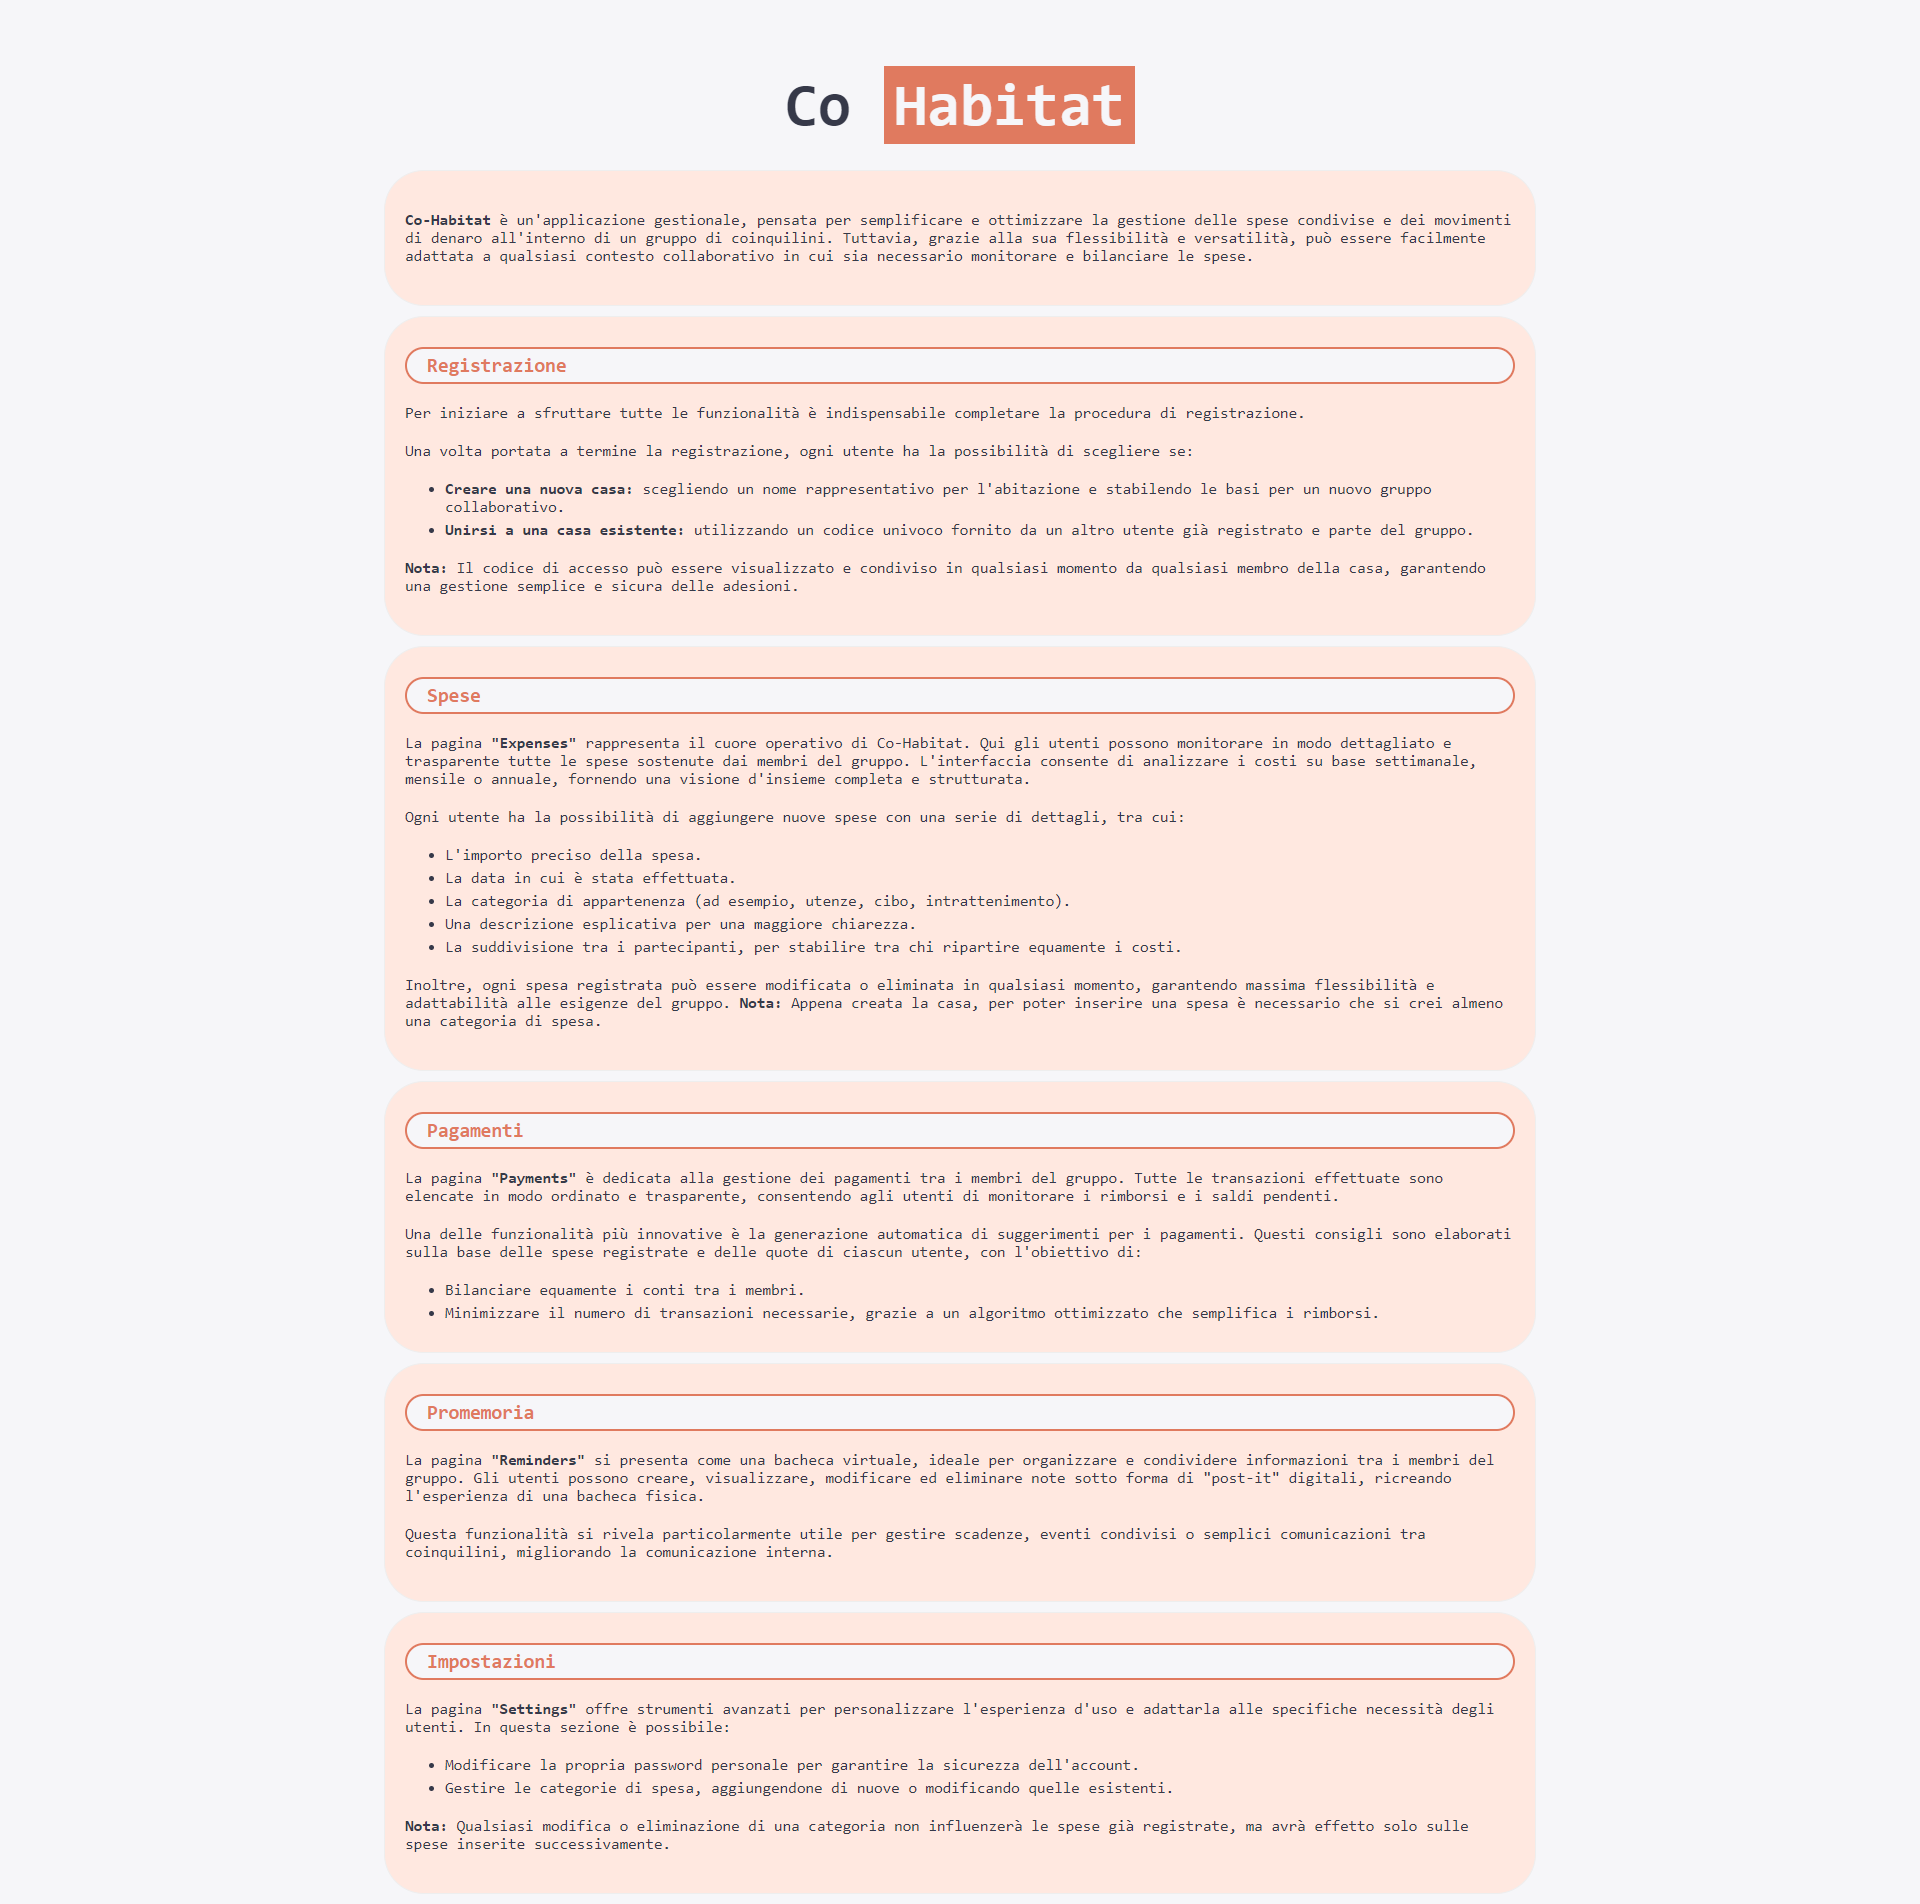 Co Habitat
Co-Habitat è un'applicazione gestionale, pensata per semplificare e ottimizzare la gestione delle spese condivise e dei movimenti
di denaro all'interno di un gruppo di coinquilini. Tuttavia, grazie alla sua flessibilità e versatilità, può essere facilmente
adattata a qualsiasi contesto collaborativo in cui sia necessario monitorare e bilanciare le spese.
Registrazione
Per iniziare a sfruttare tutte le funzionalità è indispensabile completare la procedura di registrazione.
Una volta portata a termine la registrazione, ogni utente ha la possibilità di scegliere se:
• Creare una nuova casa: scegliendo un nome rappresentativo per l'abitazione e stabilendo le basi per un nuovo gruppo
collaborativo.
• Unirsi a una casa esistente: utilizzando un codice univoco fornito da un altro utente già registrato e parte del gruppo.
Nota: Il codice di accesso può essere visualizzato e condiviso in qualsiasi momento da qualsiasi membro della casa, garantendo
una gestione semplice e sicura delle adesioni.
Spese
La pagina "Expenses" rappresenta il cuore operativo di Co-Habitat. Qui gli utenti possono monitorare in modo dettagliato e
trasparente tutte le spese sostenute dai membri del gruppo. L'interfaccia consente di analizzare i costi su base settimanale,
mensile o annuale, fornendo una visione d'insieme completa e strutturata.
Ogni utente ha la possibilità di aggiungere nuove spese con una serie di dettagli, tra cui:
• L'importo preciso della spesa.
• La data in cui è stata effettuata.
• La categoria di appartenenza (ad esempio, utenze, cibo, intrattenimento).
• Una descrizione esplicativa per una maggiore chiarezza.
• La suddivisione tra i partecipanti, per stabilire tra chi ripartire equamente i costi.
Inoltre, ogni spesa registrata può essere modificata o eliminata in qualsiasi momento, garantendo massima flessibilità e
adattabilità alle esigenze del gruppo. Nota: Appena creata la casa, per poter inserire una spesa è necessario che si crei almeno
una categoria di spesa.
Pagamenti
La pagina "Payments" è dedicata alla gestione dei pagamenti tra i membri del gruppo. Tutte le transazioni effettuate sono
elencate in modo ordinato e trasparente, consentendo agli utenti di monitorare i rimborsi e i saldi pendenti.
Una delle funzionalità più innovative è la generazione automatica di suggerimenti per i pagamenti. Questi consigli sono elaborati
sulla base delle spese registrate e delle quote di ciascun utente, con l'obiettivo di:
• Bilanciare equamente i conti tra i membri.
• Minimizzare il numero di transazioni necessarie, grazie a un algoritmo ottimizzato che semplifica i rimborsi.
Promemoria
La pagina "Reminders" si presenta come una bacheca virtuale, ideale per organizzare e condividere informazioni tra i membri del
gruppo. Gli utenti possono creare, visualizzare, modificare ed eliminare note sotto forma di "post-it" digitali, ricreando
l'esperienza di una bacheca fisica.
Questa funzionalità si rivela particolarmente utile per gestire scadenze, eventi condivisi o semplici comunicazioni tra
coinquilini, migliorando la comunicazione interna.
Impostazioni
La pagina "Settings" offre strumenti avanzati per personalizzare l'esperienza d'uso e adattarla alle specifiche necessità degli
utenti. In questa sezione è possibile:
• Modificare la propria password personale per garantire la sicurezza dell'account.
• Gestire le categorie di spesa, aggiungendone di nuove o modificando quelle esistenti.
Nota: Qualsiasi modifica o eliminazione di una categoria non influenzerà le spese già registrate, ma avrà effetto solo sulle
spese inserite successivamente.